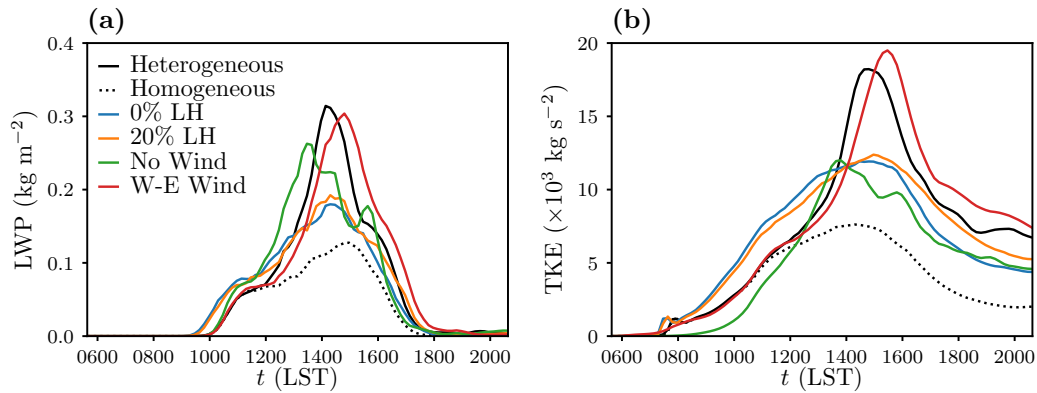 (a)
LWP (kg m⁻²)
0.4
0.3
0.2
0.1
0.0
Heterogeneous
Homogeneous
0% LH
20% LH
No Wind
W-E Wind
0600 0800 1000 1200 1400 1600 1800 2000
t (LST)
(b)
TKE (×10³ kg s⁻²)
20
15
10
5
0
0600 0800 1000 1200 1400 1600 1800 2000
t (LST)